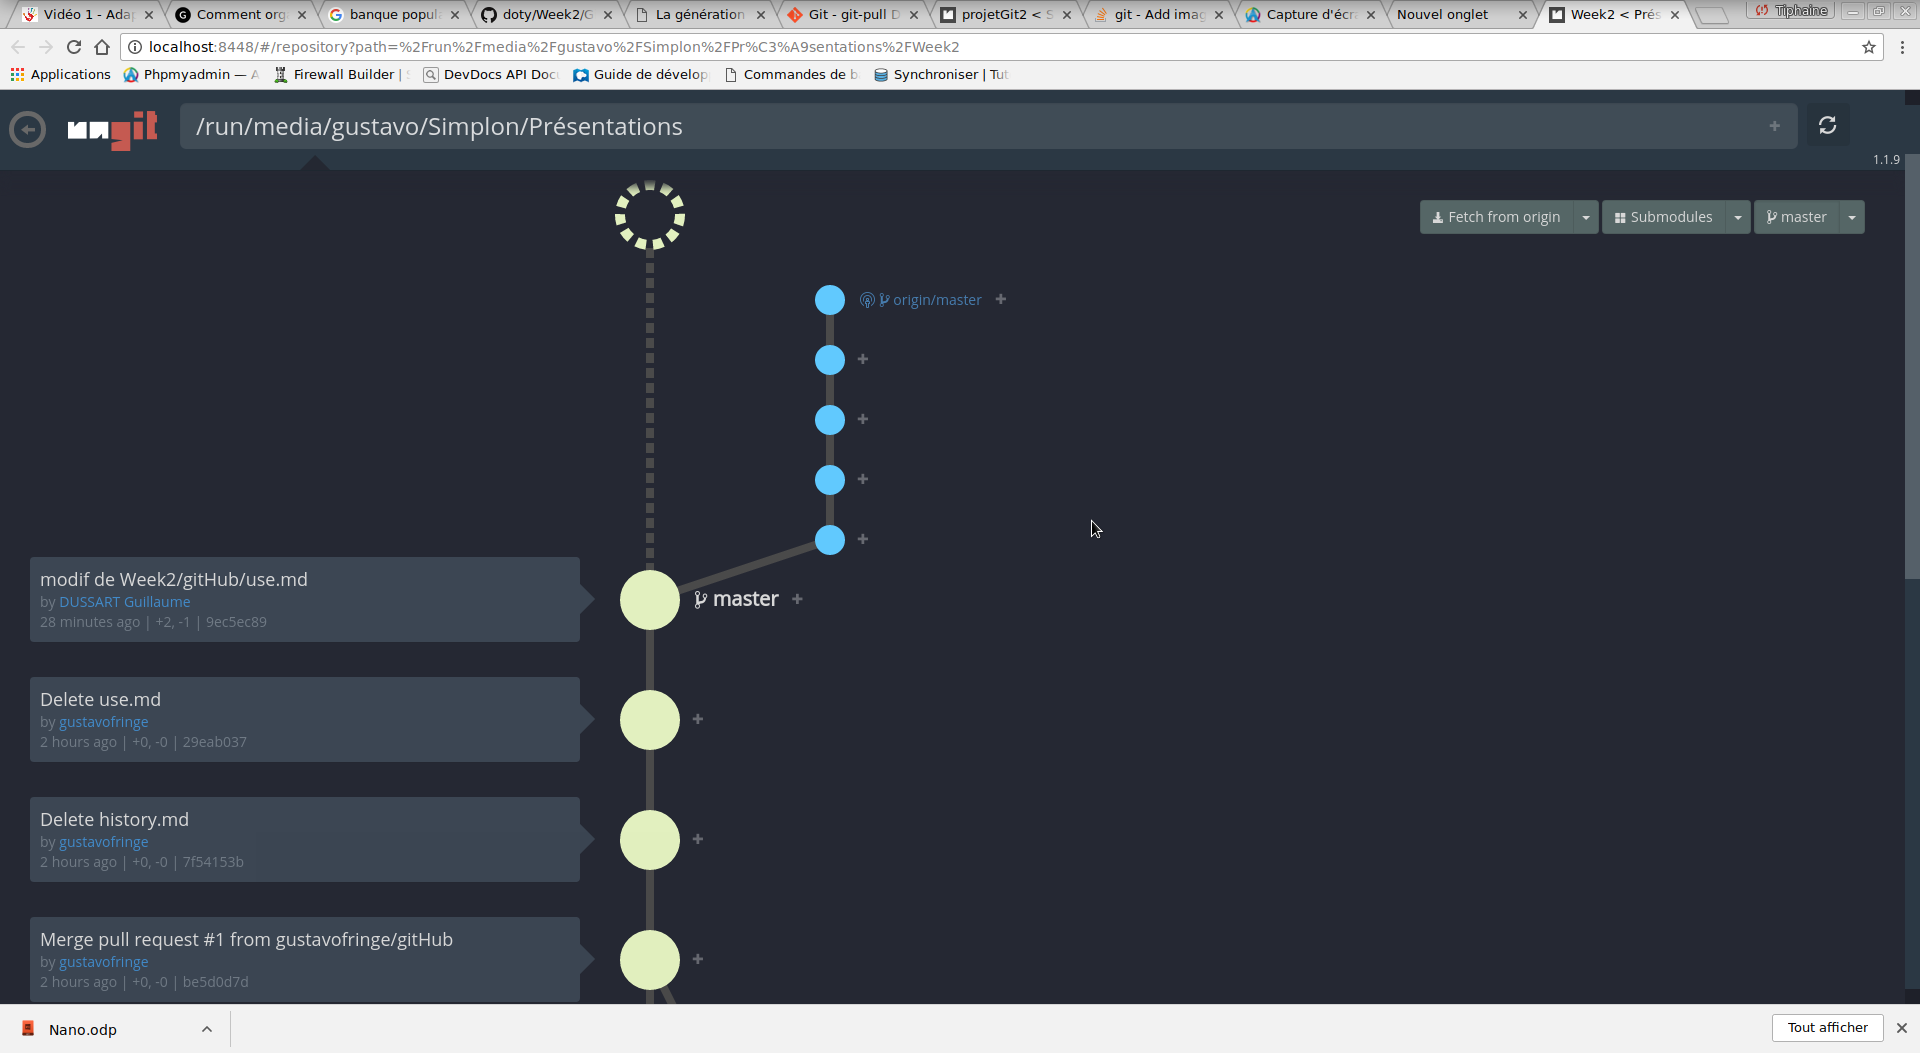 Vidéo 1 - Ada
Comment org
banque popul
doty/Week2/G
La génération
Git - git-pull D
projetGit2 < S
git - Add imag
Capture d'écr
Nouvel onglet
Week2 < Prés
Tiphaine
localhost:8448/#/repository?path=%2Frun%2Fmedia%2Fgustavo%2FSimplon%2FPr%C3%A9sentations%2FWeek2
Applications
Phpmyadmin — A
Firewall Builder | S
DevDocs API Doc
Guide de dévelop
Commandes de b
Synchroniser | Tut
ungit
/run/media/gustavo/Simplon/Présentations
1.1.9
Fetch from origin
Submodules
master
origin/master
modif de Week2/gitHub/use.md
by DUSSART Guillaume
28 minutes ago | +2, -1 | 9ec5ec89
master
Delete use.md
by gustavofringe
2 hours ago | +0, -0 | 29eab037
Delete history.md
by gustavofringe
2 hours ago | +0, -0 | 7f54153b
Merge pull request #1 from gustavofringe/gitHub
by gustavofringe
2 hours ago | +0, -0 | be5d0d7d
Nano.odp
Tout afficher